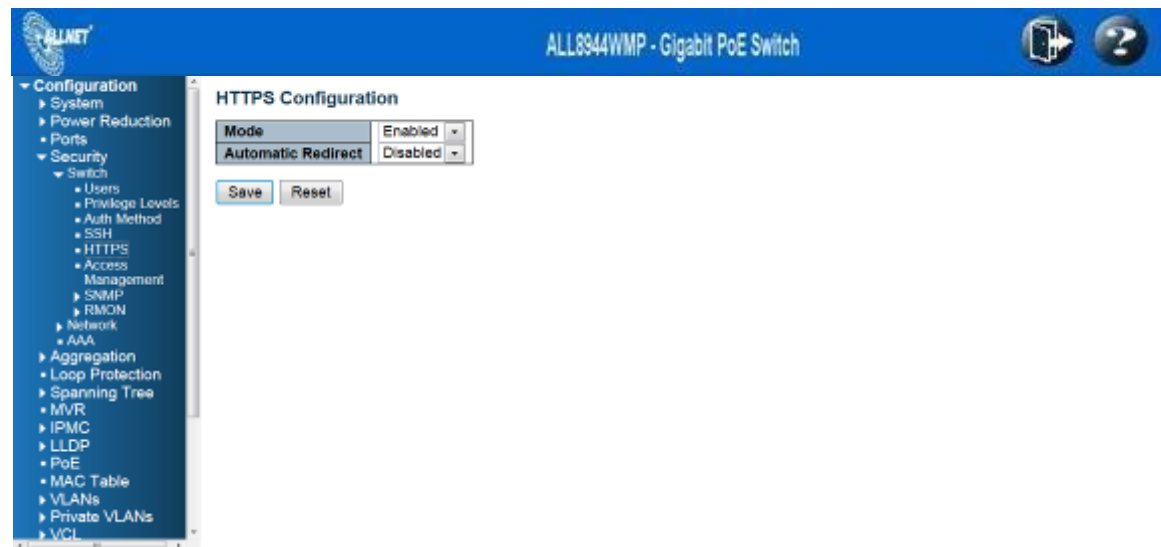 ALLNET
ALL8944WMP - Gigabit PoE Switch
?
Configuration
System
Power Reduction
Ports
Security
Switch
Users
Privilege Levels
Auth Method
SSH
HTTPS
Access
Management
SNMP
RMON
Network
AAA
Aggregation
Loop Protection
Spanning Tree
MVR
IPMC
LLDP
PoE
MAC Table
VLANs
Private VLANs
VCL
HTTPS Configuration
Mode Enabled
Automatic Redirect Disabled
Save Reset